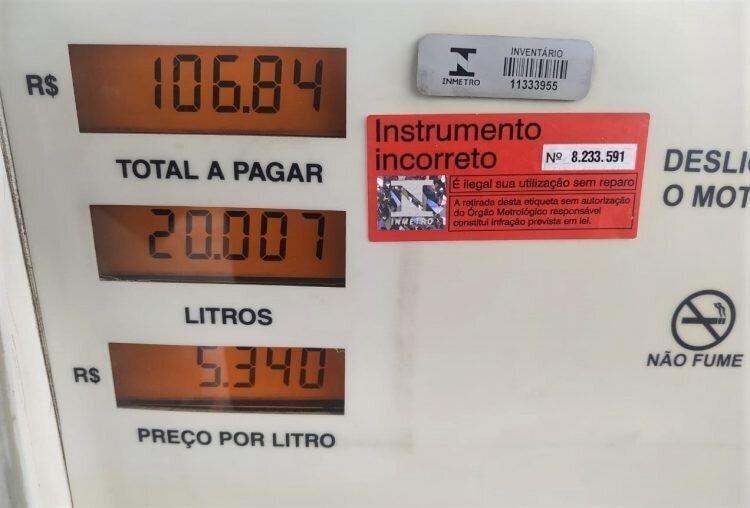 R$ 106.84
TOTAL A PAGAR
20.007
LITROS
R$ 5.340
PREÇO POR LITRO
INMETRO
INVENTÁRIO
11333955
Instrumento
incorreto
Nº 8.233.591
INMETRO
É ilegal sua utilização sem reparo
A retirada desta etiqueta sem autorização
do Órgão Metrológico responsável
constitui infração prevista em lei.
DESLI
O MOT
NÃO FUME